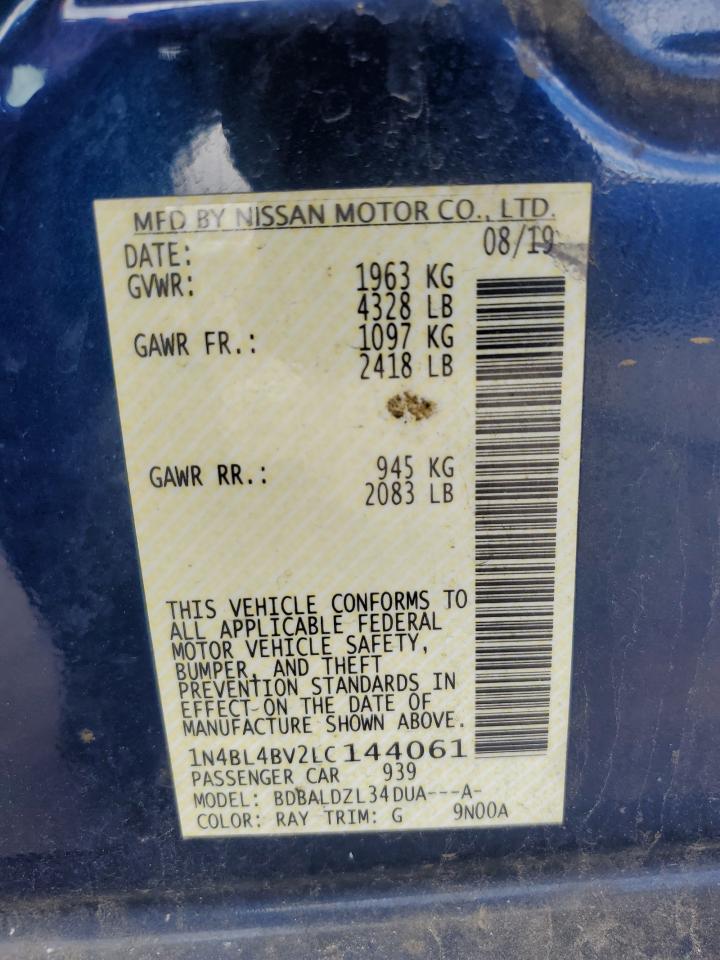 MFD BY NISSAN MOTOR CO., LTD.
DATE: 08/19
GVWR: 1963 KG
4328 LB
GAWR FR.: 1097 KG
2418 LB
GAWR RR.: 945 KG
2083 LB
THIS VEHICLE CONFORMS TO
ALL APPLICABLE FEDERAL
MOTOR VEHICLE SAFETY,
BUMPER, AND THEFT
PREVENTION STANDARDS IN
EFFECT ON THE DATE OF
MANUFACTURE SHOWN ABOVE.
1N4BL4BV2LC144061
PASSENGER CAR 939
MODEL: BDBALDZL34DUA---A-
COLOR: RAY TRIM: G 9N00A